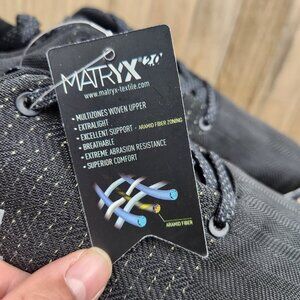 MATRYX
www.matryx-textile.com
• MULTIZONES WOVEN UPPER
• EXTRALIGHT
• EXCELLENT SUPPORT - ARAMID FIBER ZONING
• BREATHABLE
• EXTREME ABRASION RESISTANCE
• SUPERIOR COMFORT
ARAMID FIBER